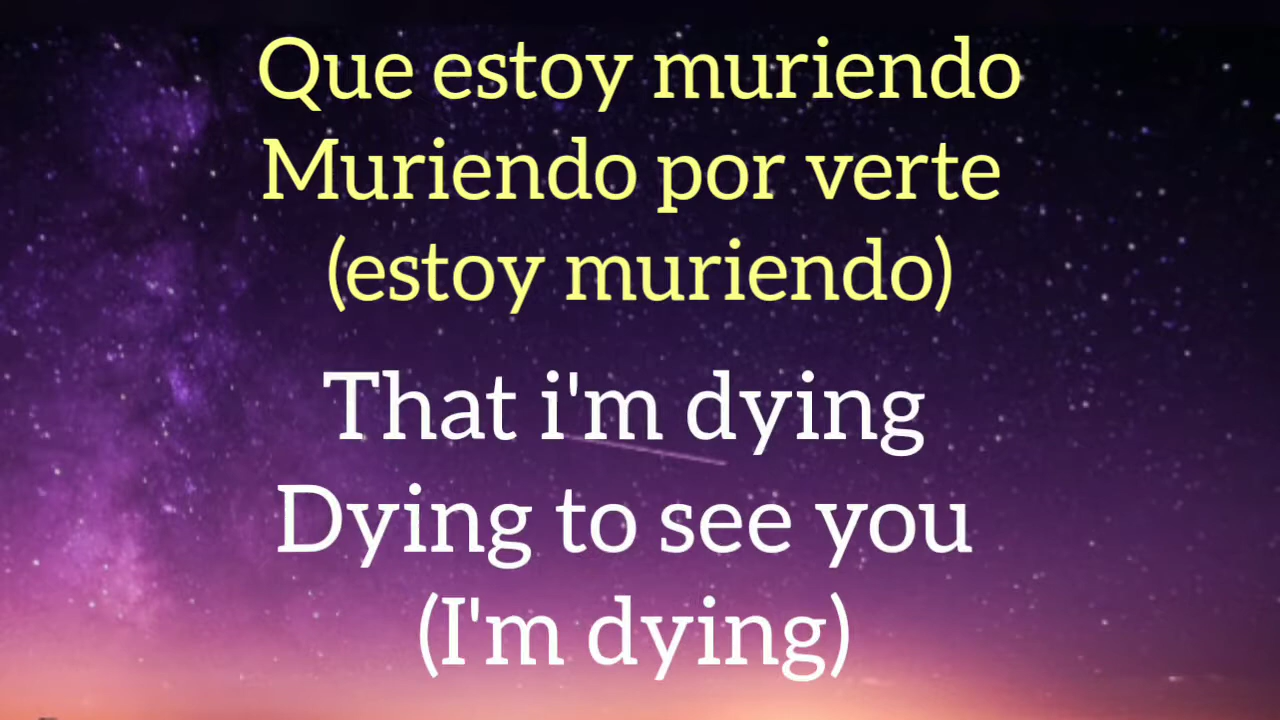 Que estoy muriendo
Muriendo por verte
(estoy muriendo)
That i'm dying
Dying to see you
(I'm dying)